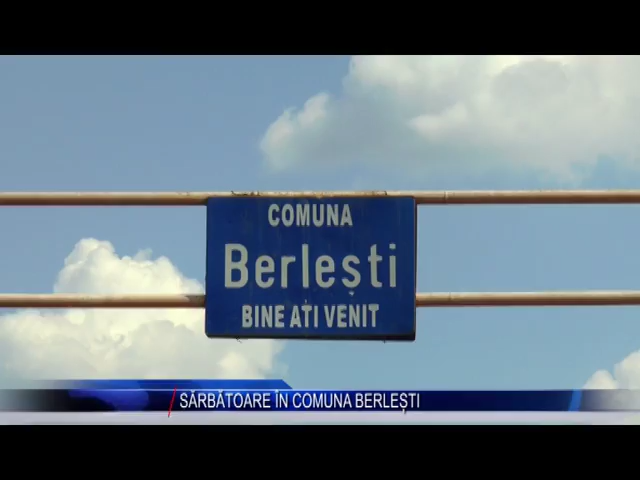 COMUNA
Berlești
BINE ATI VENIT
SĂRBĂTOARE ÎN COMUNA BERLEȘTI